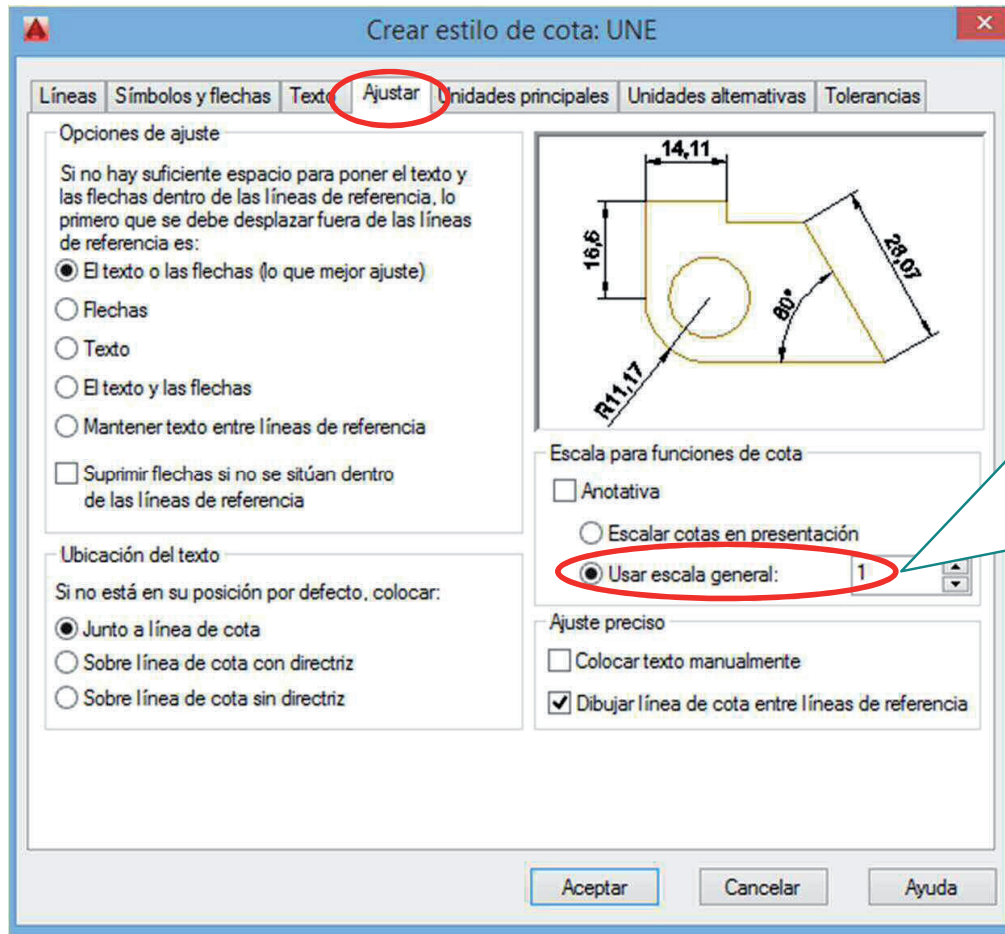 Crear estilo de cota: UNE
Líneas Símbolos y flechas Texto Ajustar Unidades principales Unidades alternativas Tolerancias
Opciones de ajuste
Si no hay suficiente espacio para poner el texto y
las flechas dentro de las líneas de referencia, lo
primero que se debe desplazar fuera de las líneas
de referencia es:
El texto o las flechas (lo que mejor ajuste)
Flechas
Texto
El texto y las flechas
Mantener texto entre líneas de referencia
Suprimir flechas si no se sitúan dentro
de las líneas de referencia
Ubicación del texto
Si no está en su posición por defecto, colocar:
Junto a línea de cota
Sobre línea de cota con directriz
Sobre línea de cota sin directriz
14,11
16,6
28,07
60°
R11,17
Escala para funciones de cota
Anotativa
Escalar cotas en presentación
Usar escala general: 1
Ajuste preciso
Colocar texto manualmente
Dibujar línea de cota entre líneas de referencia
Aceptar Cancelar Ayuda